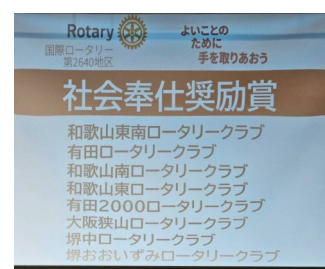 Rotary
国際ロータリー
第2640地区
よいことの
ために
手を取りあおう
社会奉仕奨励賞
和歌山東南ロータリークラブ
有田ロータリークラブ
和歌山南ロータリークラブ
和歌山東ロータリークラブ
有田2000ロータリークラブ
大阪狭山ロータリークラブ
堺中ロータリークラブ
堺おおいずみロータリークラブ